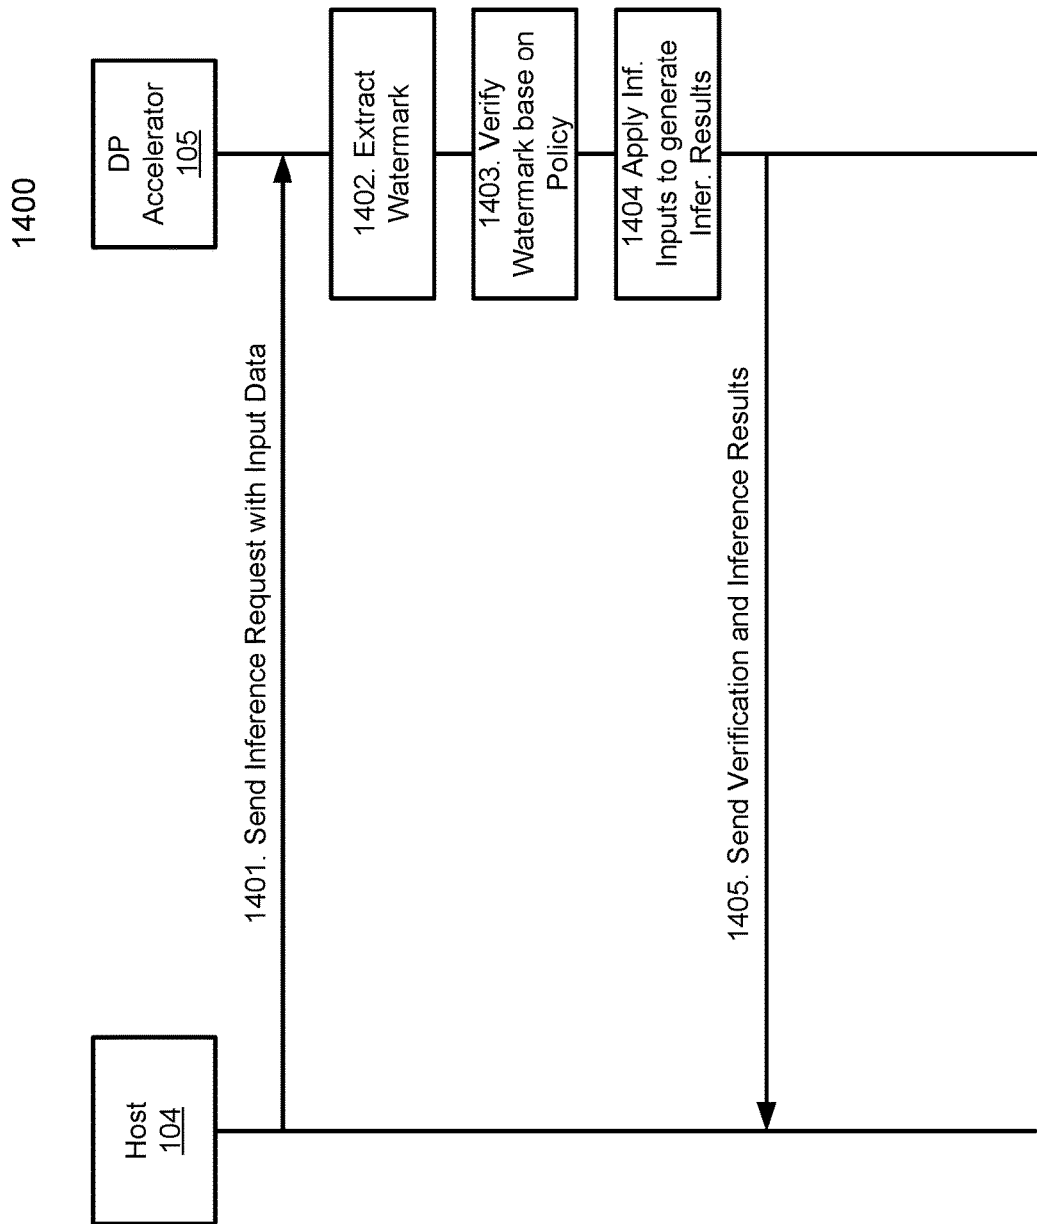 1400
Host
104
DP
Accelerator
105
1401. Send Inference Request with Input Data
1402. Extract
Watermark
1403. Verify
Watermark base on
Policy
1404 Apply Inf.
Inputs to generate
Infer. Results
1405. Send Verification and Inference Results